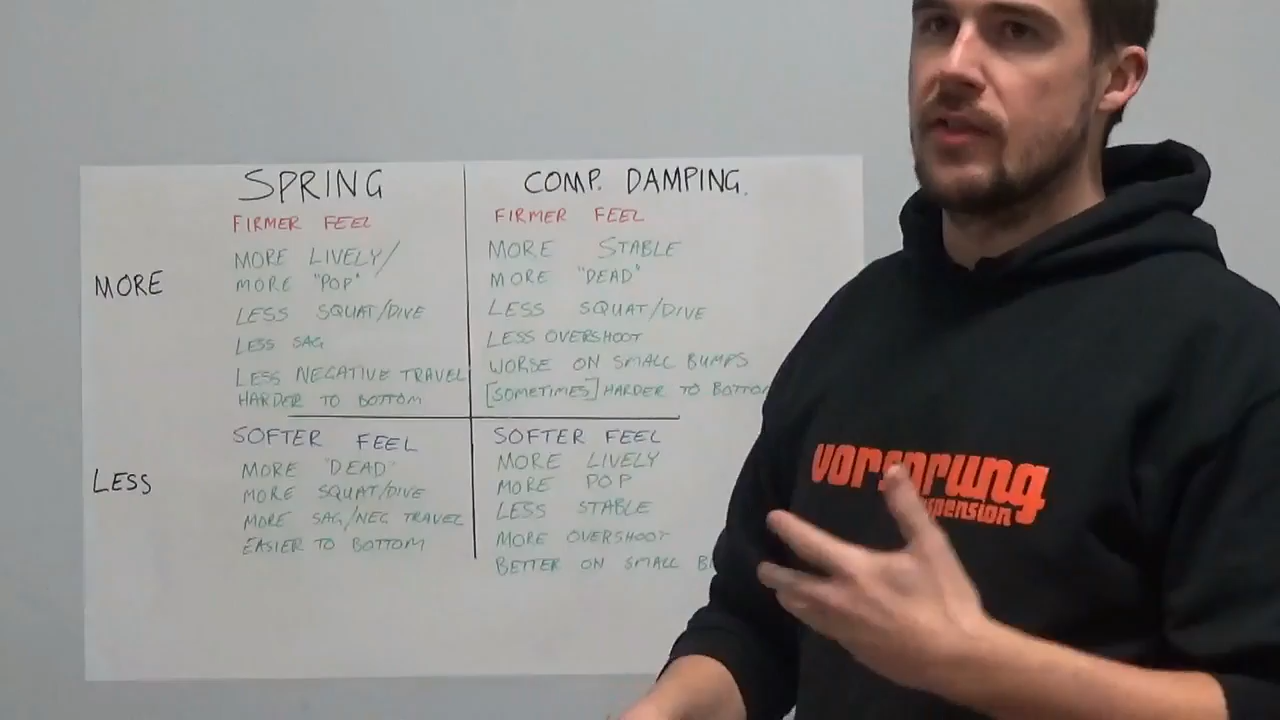 SPRING
COMP. DAMPING.
MORE
FIRMER FEEL
MORE LIVELY/
MORE "POP"
LESS SQUAT/DIVE
LESS SAG
LESS NEGATIVE TRAVEL
HARDER TO BOTTOM
FIRMER FEEL
MORE STABLE
MORE "DEAD"
LESS SQUAT/DIVE
LESS OVERSHOOT
WORSE ON SMALL BUMPS
[SOMETIMES] HARDER TO BOTTOM
LESS
SOFTER FEEL
MORE "DEAD"
MORE SQUAT/DIVE
MORE SAG/NEG TRAVEL
EASIER TO BOTTOM
SOFTER FEEL
MORE LIVELY
MORE POP
LESS STABLE
MORE OVERSHOOT
BETTER ON SMALL
vorsprung